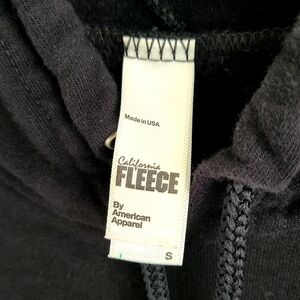 Made in USA
California
FLEECE
By
American
Apparel
S